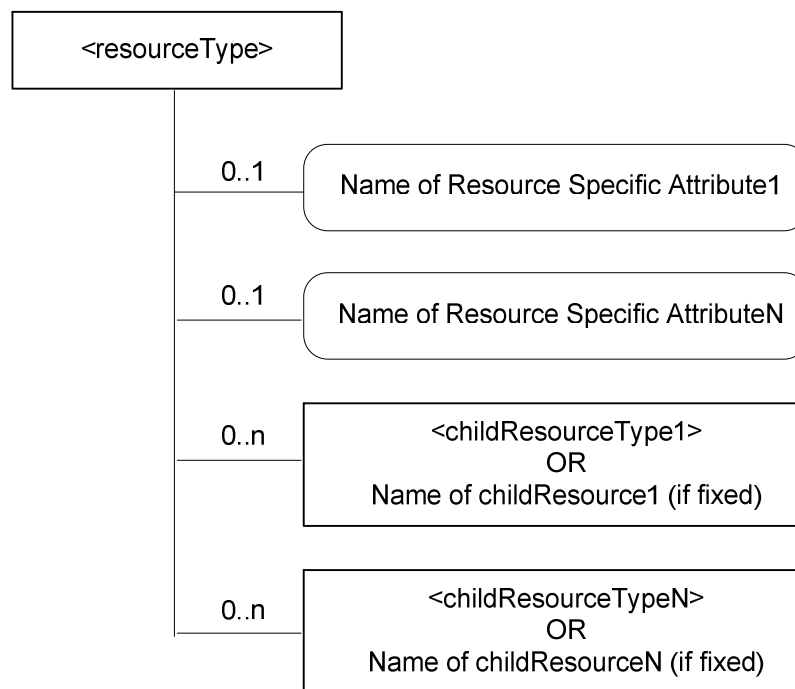 <resourceType>
0..1
Name of Resource Specific Attribute1
0..1
Name of Resource Specific AttributeN
0..n
<childResourceType1>
OR
Name of childResource1 (if fixed)
0..n
<childResourceTypeN>
OR
Name of childResourceN (if fixed)